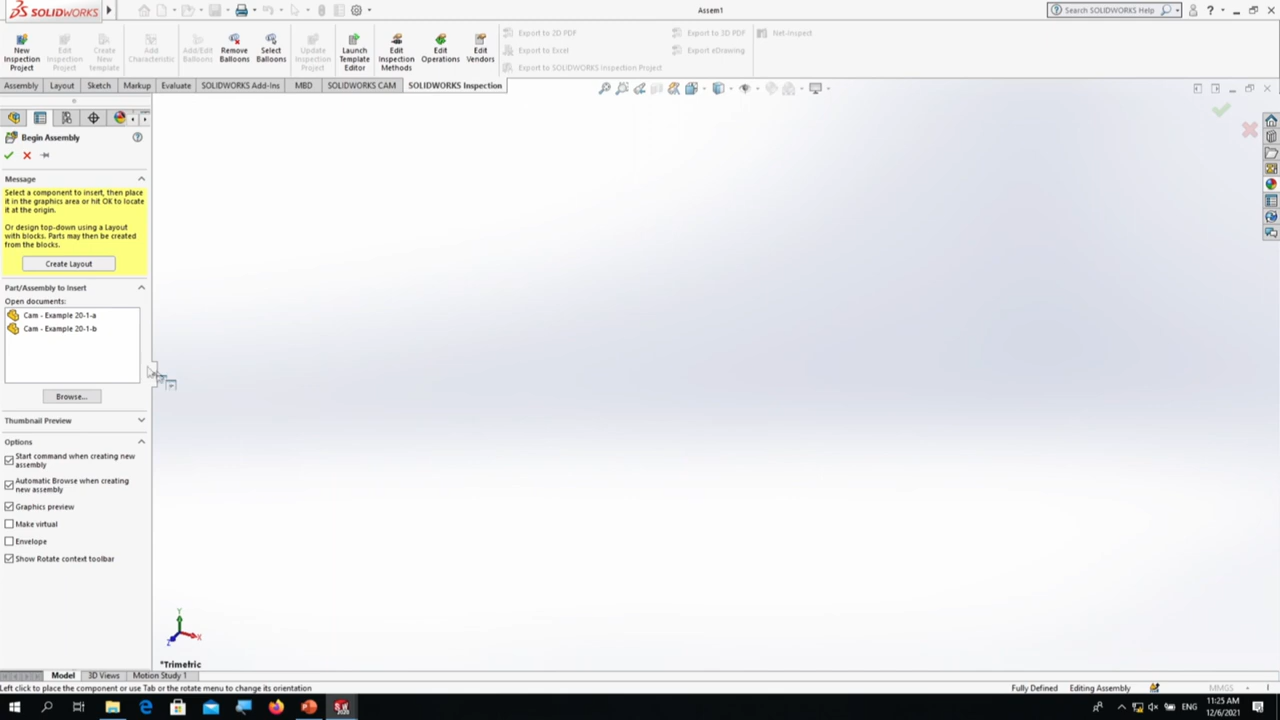 SOLIDWORKS
Assem1
Search SOLIDWORKS Help
New Inspection Project
Edit Inspection Project
Create New Template
Add Characteristic
Add/Edit Balloons
Remove Balloons
Select Balloons
Update Inspection Project
Launch Template Editor
Edit Inspection Methods
Edit Operations
Edit Vendors
Export to 2D PDF
Export to Excel
Export to SOLIDWORKS Inspection Project
Export to 3D PDF
Export eDrawing
Net-Inspect
Assembly
Layout
Sketch
Markup
Evaluate
SOLIDWORKS Add-Ins
MBD
SOLIDWORKS CAM
SOLIDWORKS Inspection
Begin Assembly
Message
Select a component to insert, then place
it in the graphics area or hit OK to locate
it at the origin.
Or design top-down using a Layout
with blocks. Parts may then be created
from the blocks.
Create Layout
Part/Assembly to Insert
Open documents:
Cam - Example 20-1-a
Cam - Example 20-1-b
Browse...
Thumbnail Preview
Options
Start command when creating new
assembly
Automatic Browse when creating
new assembly
Graphics preview
Make virtual
Envelope
Show Rotate context toolbar
Y
X
Z
*Trimetric
Model
3D Views
Motion Study 1
Left click to place the component or use Tab or the rotate menu to change its orientation
Fully Defined
Editing Assembly
MMGS
ENG
11:25 AM
12/6/2021